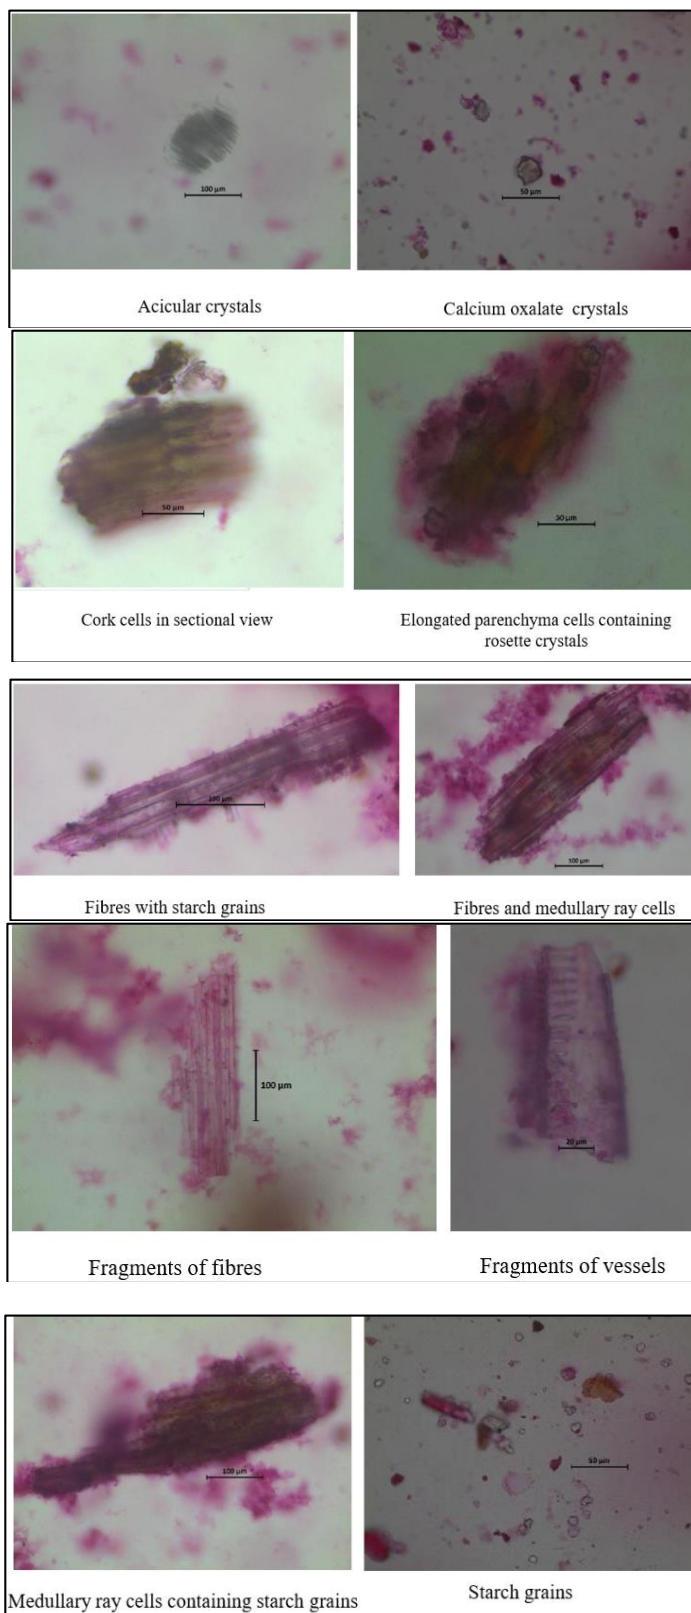 100 µm
50 µm
Acicular crystals
Calcium oxalate crystals
50 µm
50 µm
Cork cells in sectional view
Elongated parenchyma cells containing
rosette crystals
100 µm
100 µm
Fibres with starch grains
Fibres and medullary ray cells
100 µm
20 µm
Fragments of fibres
Fragments of vessels
100 µm
50 µm
Medullary ray cells containing starch grains
Starch grains